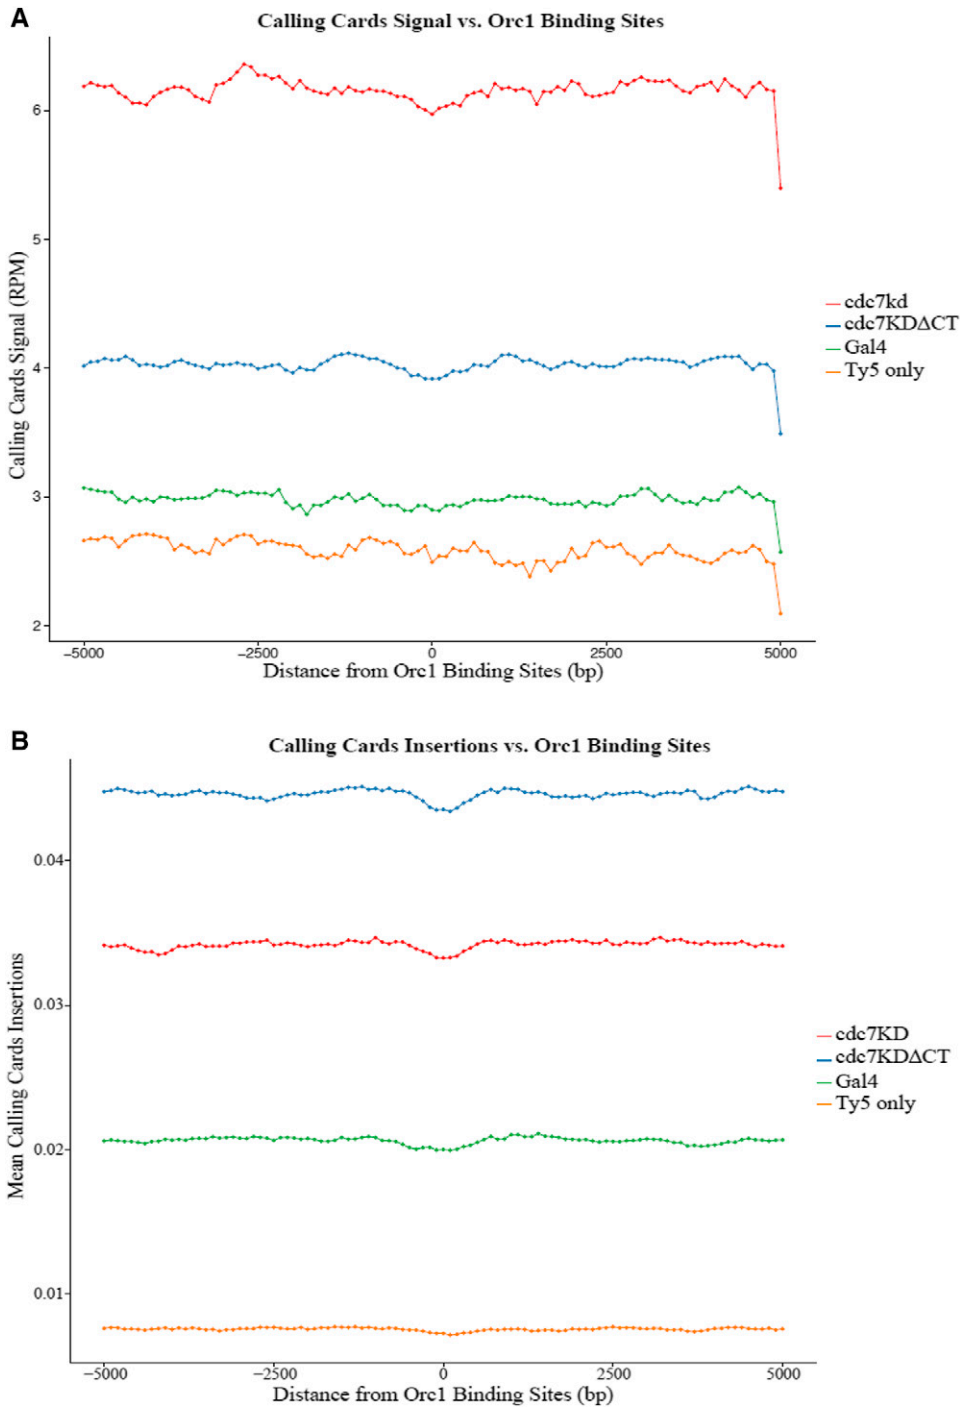 A
Calling Cards Signal vs. Orc1 Binding Sites
Calling Cards Signal (RPM)
6
5
4
3
2
−5000
−2500
0
2500
5000
Distance from Orc1 Binding Sites (bp)
cdc7kd
cdc7KDΔCT
Gal4
Ty5 only
B
Calling Cards Insertions vs. Orc1 Binding Sites
Mean Calling Cards Insertions
0.04
0.03
0.02
0.01
−5000
−2500
0
2500
5000
Distance from Orc1 Binding Sites (bp)
cdc7KD
cdc7KDΔCT
Gal4
Ty5 only